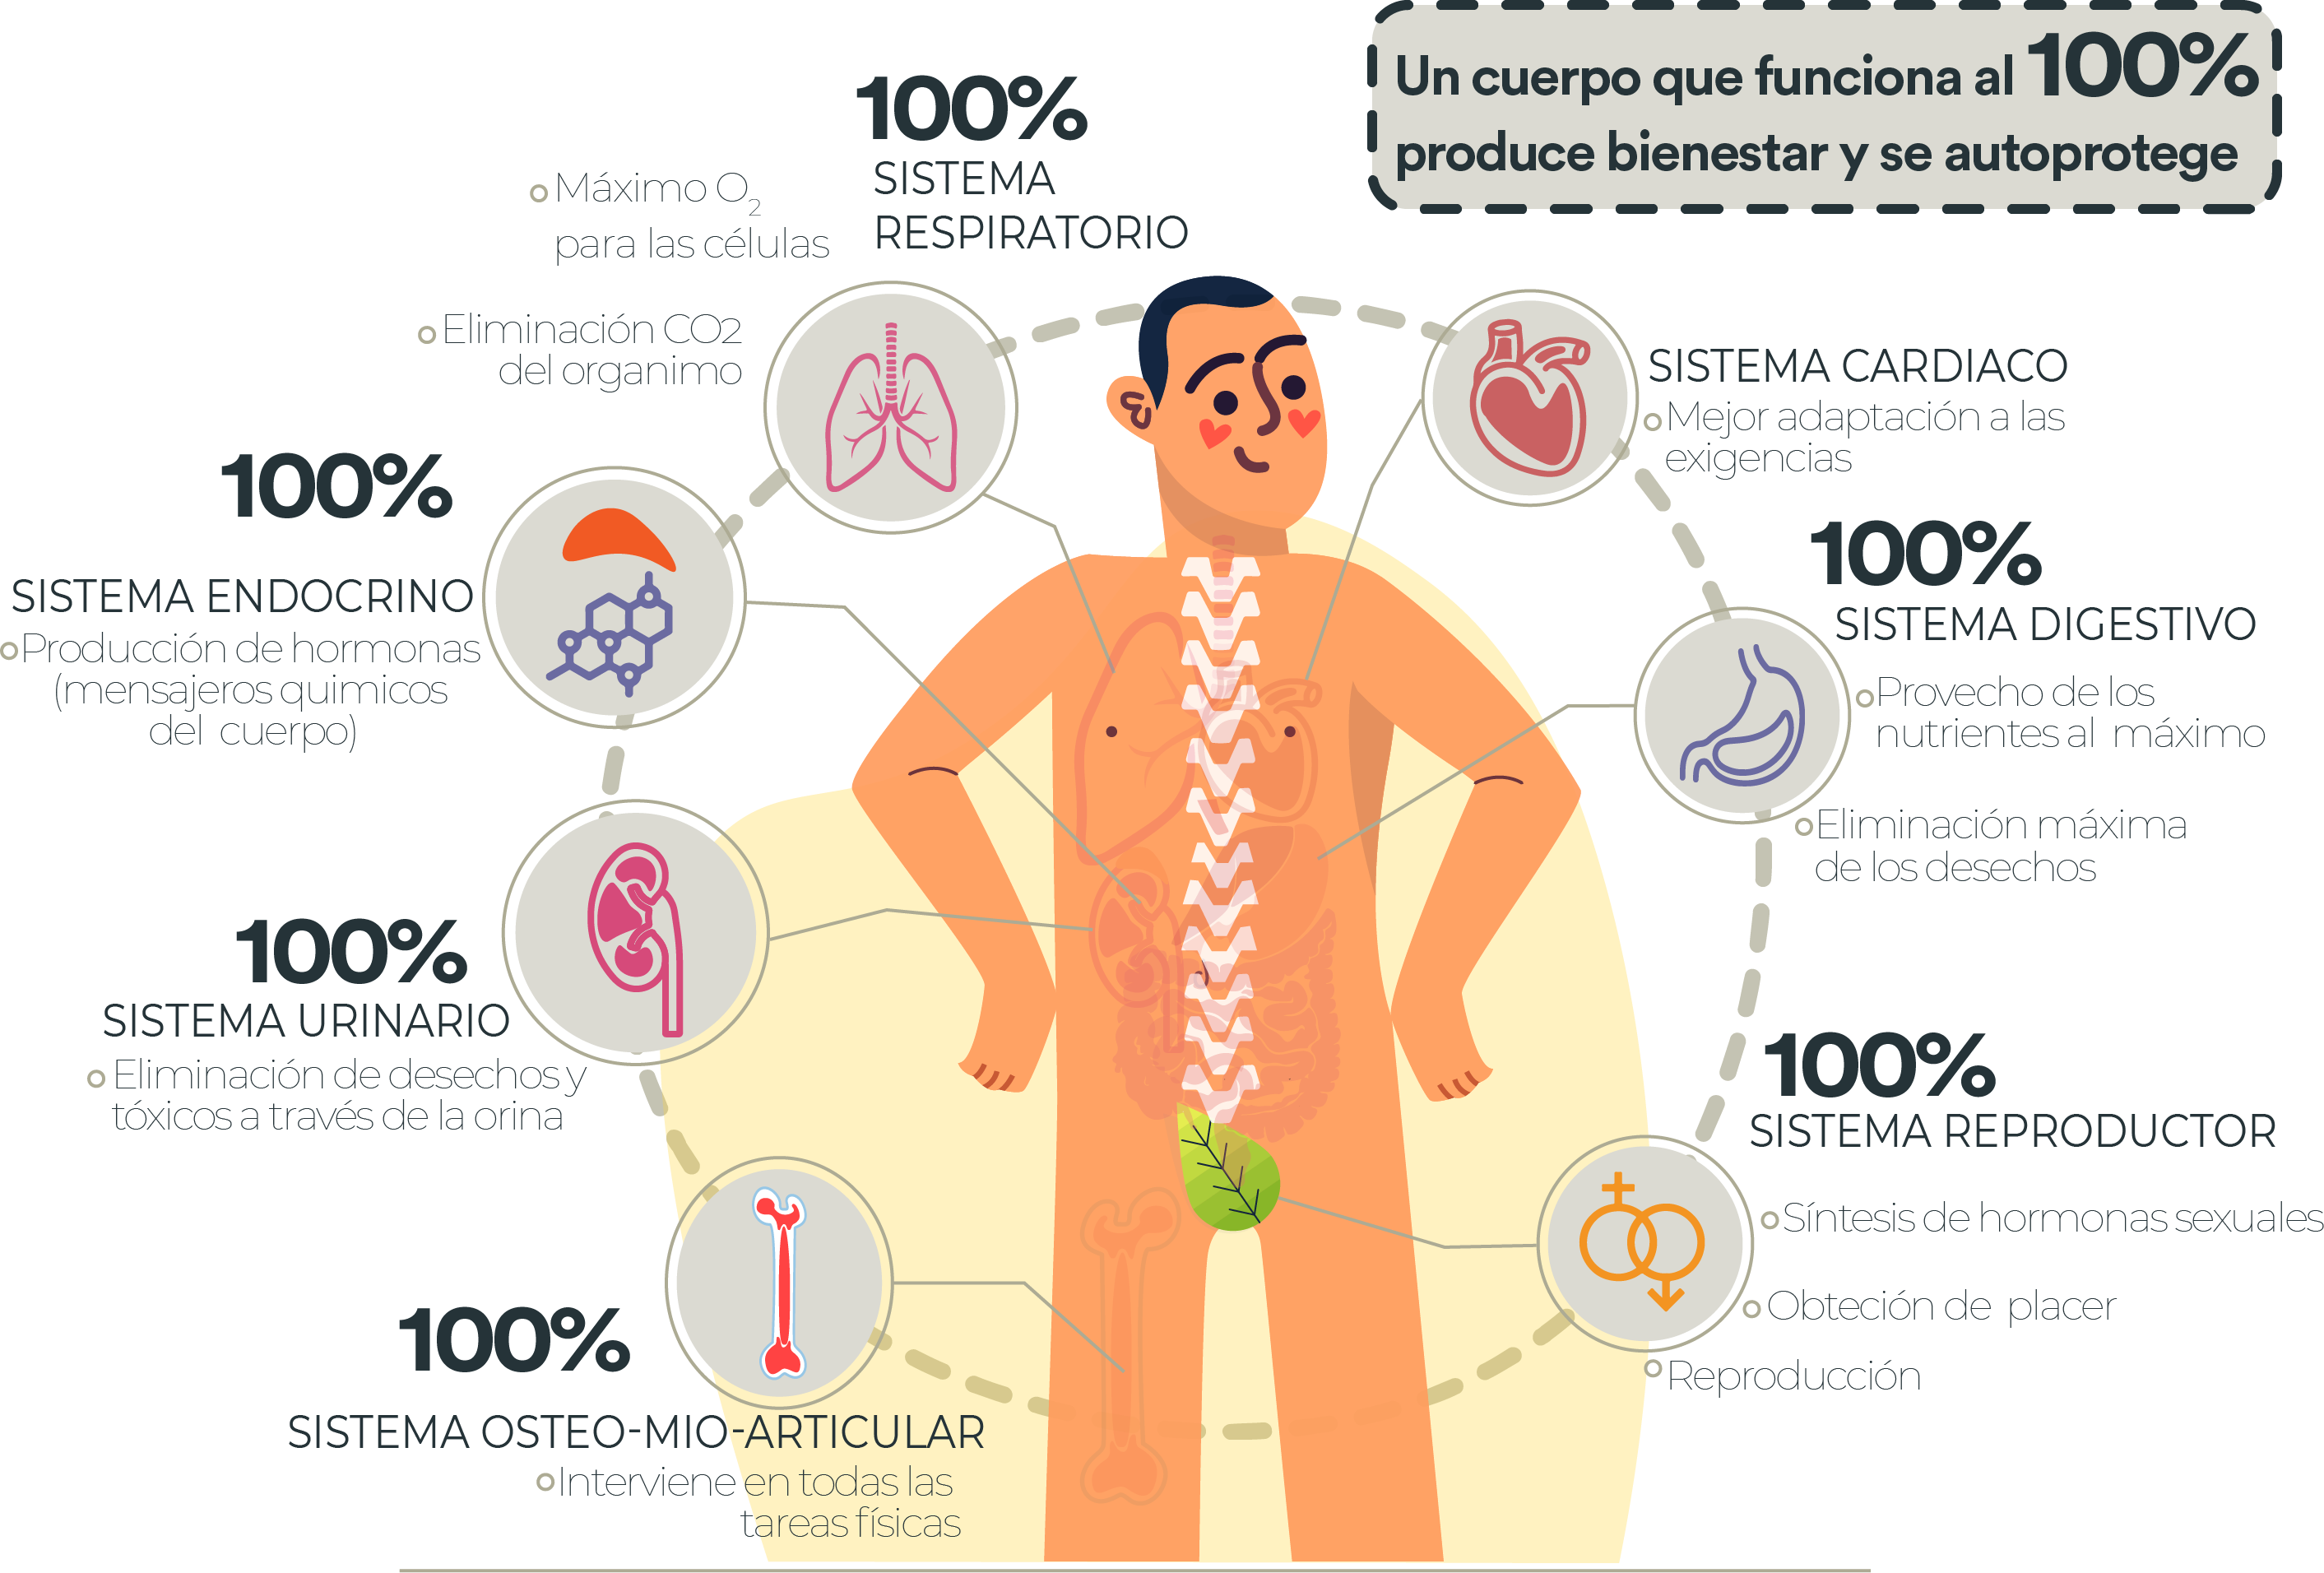 Un cuerpo que funciona al 100%
produce bienestar y se autoprotege
100%
SISTEMA
RESPIRATORIO
Máximo O2
para las células
Eliminación CO2
del organimo
SISTEMA CARDIACO
Mejor adaptación a las
exigencias
100%
SISTEMA ENDOCRINO
Producción de hormonas
(mensajeros quimicos
del cuerpo)
100%
SISTEMA DIGESTIVO
Provecho de los
nutrientes al máximo
Eliminación máxima
de los desechos
100%
SISTEMA URINARIO
Eliminación de desechos y
tóxicos a través de la orina
100%
SISTEMA REPRODUCTOR
Síntesis de hormonas sexuales
Obteción de placer
Reproducción
100%
SISTEMA OSTEO-MIO-ARTICULAR
Interviene en todas las
tareas físicas